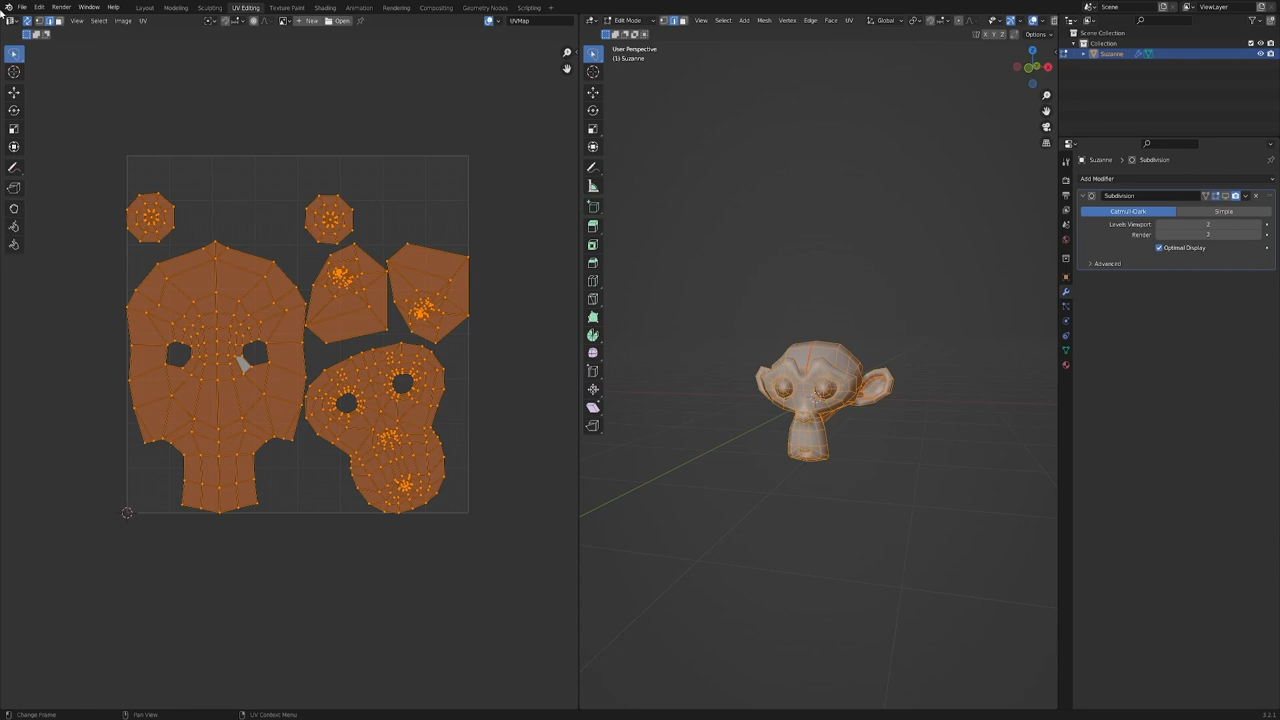 File Edit Render Window Help Layout Modeling Sculpting UV Editing Texture Paint Shading Animation Rendering Compositing Geometry Nodes Scripting + Scene ViewLayer
View Select Image UV New Open UVMap
Edit Mode View Select Add Mesh Vertex Edge Face UV Global
X Y Z Options
User Perspective
(1) Suzanne
Z
X
Scene Collection
Collection
Suzanne
Suzanne > Subdivision
Add Modifier
Subdivision
Catmull-Clark Simple
Levels Viewport 2
Render 2
Optimal Display
Advanced
Change Frame Pan View UV Context Menu 3.2.1